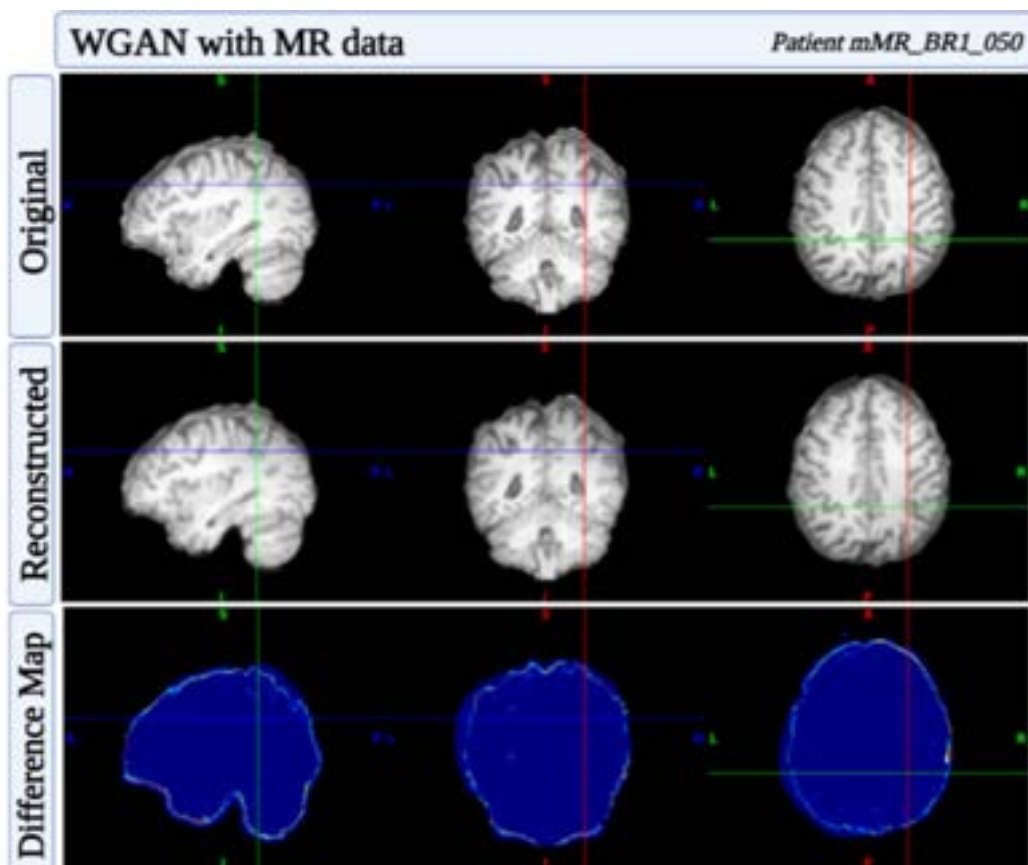 WGAN with MR data
Patient mMR_BR1_050
Original
Reconstructed
Difference Map